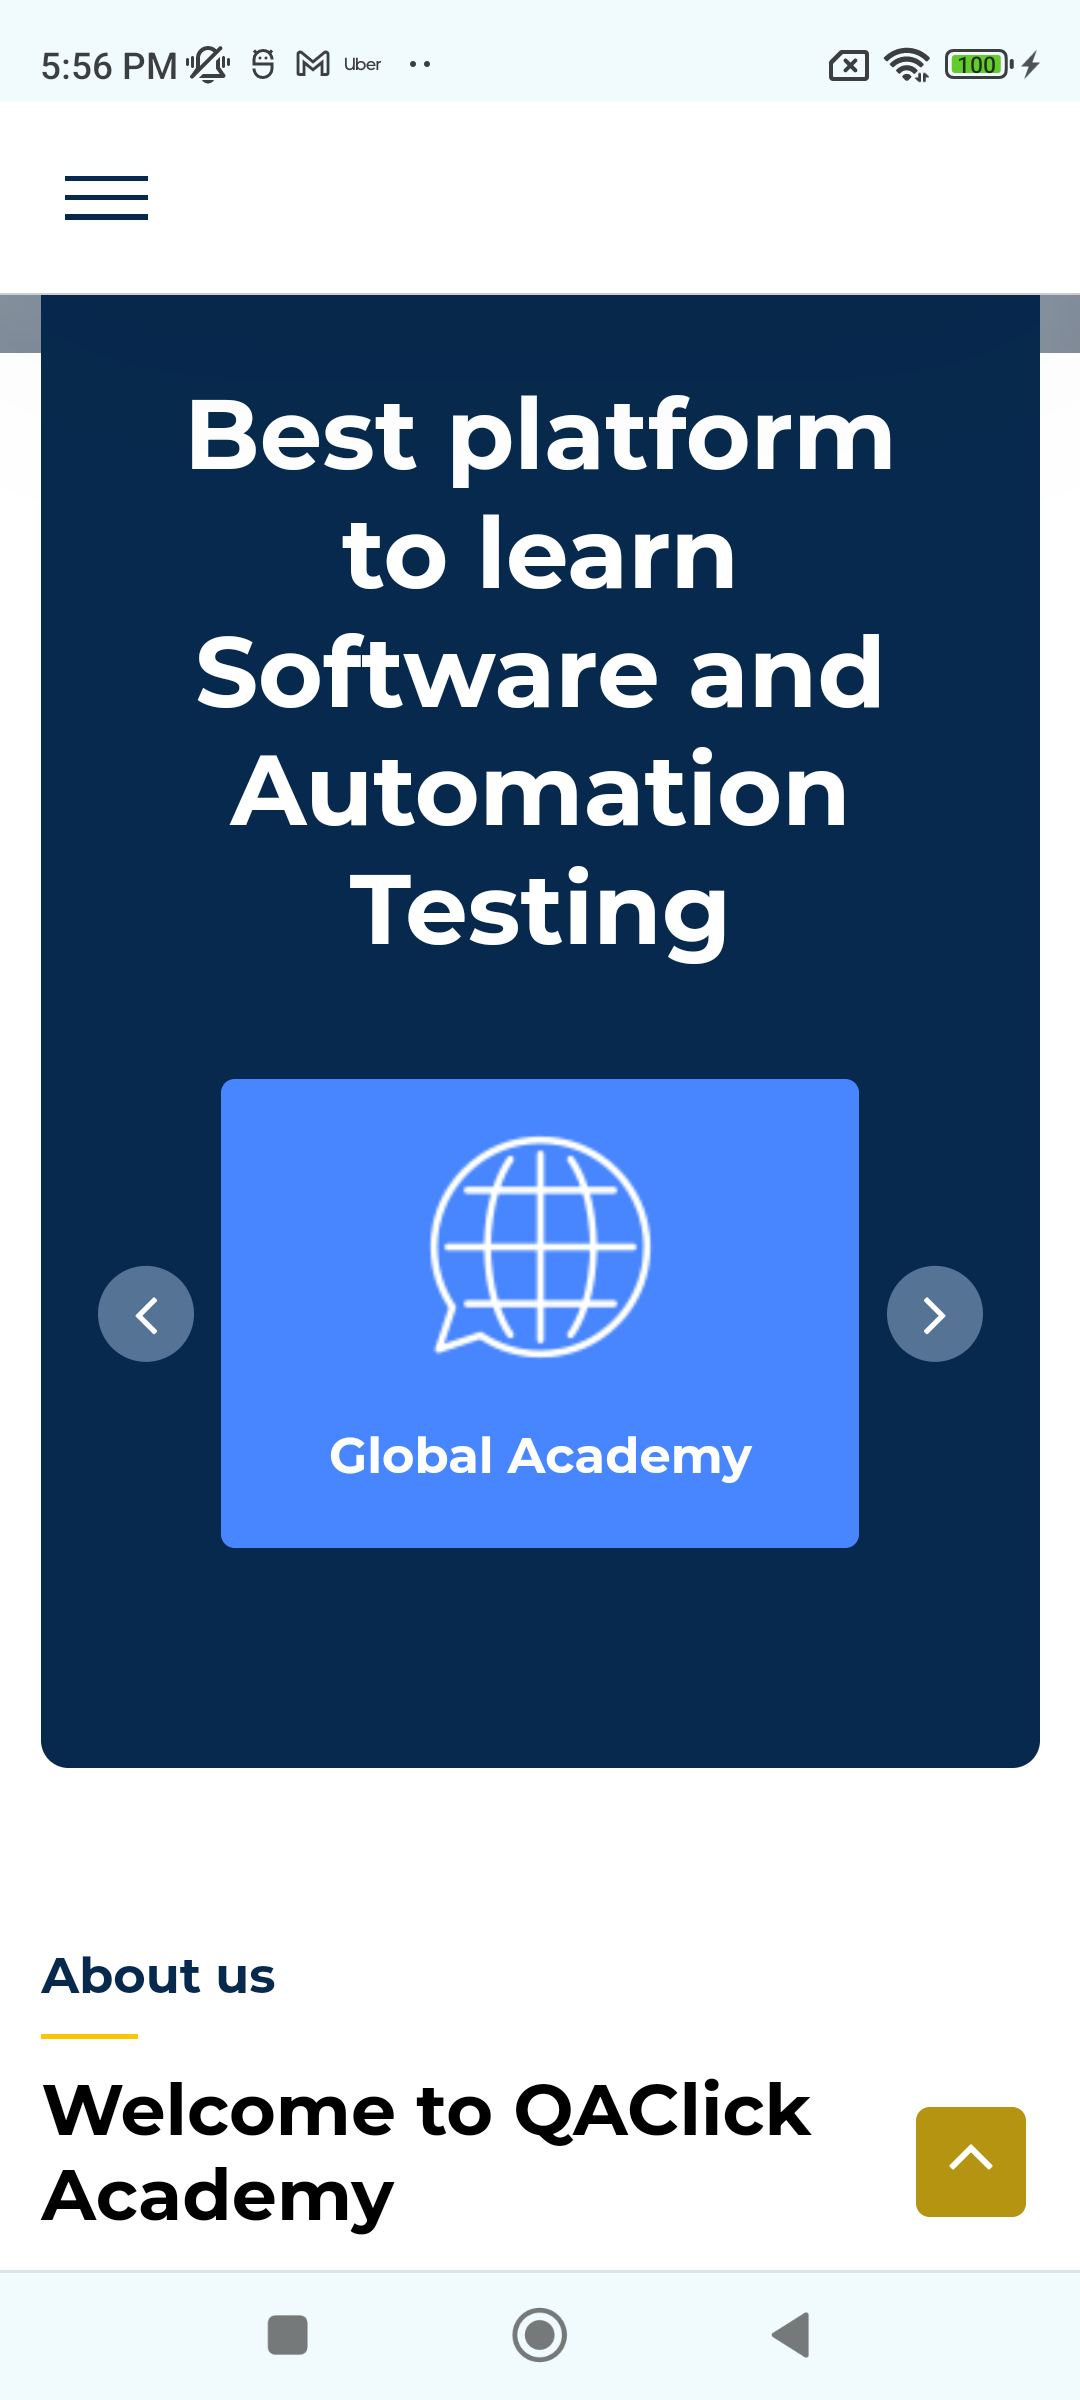 5:56 PM Uber 100
Best platform
to learn
Software and
Automation
Testing
Global Academy
About us
Welcome to QAClick
Academy